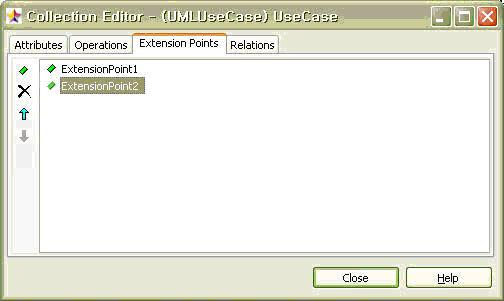 Collection Editor - (UMLUseCase) UseCase
Attributes Operations Extension Points Relations
ExtensionPoint1
ExtensionPoint2
Close Help